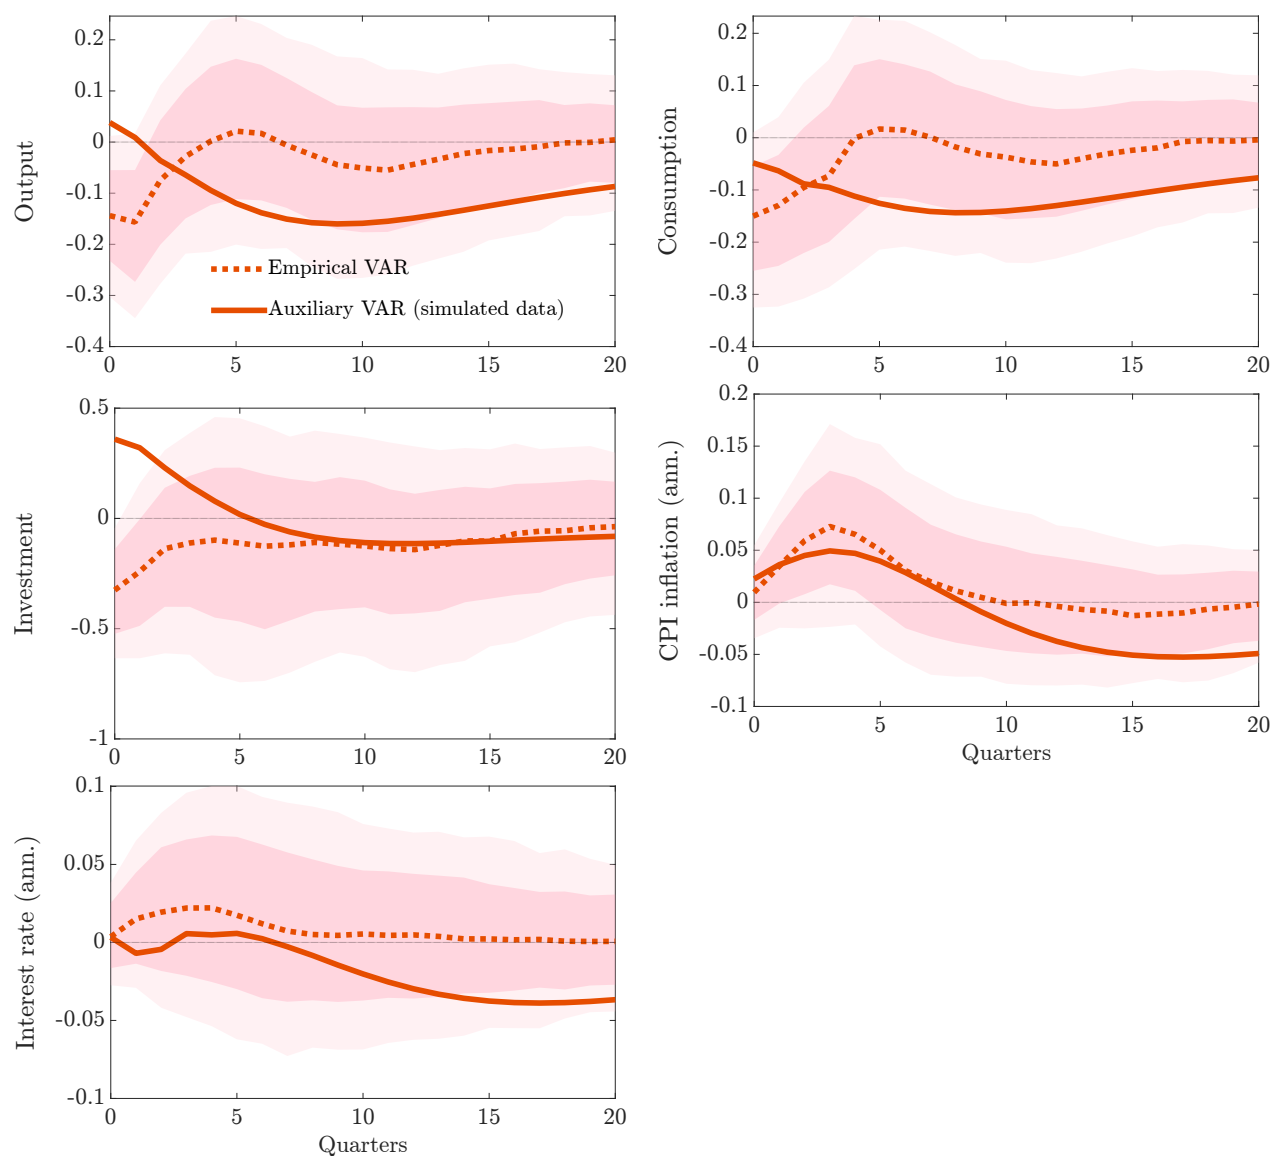 Output
0.2
0.1
0
-0.1
-0.2
-0.3
-0.4
0 5 10 15 20
Empirical VAR
Auxiliary VAR (simulated data)
Consumption
0.2
0.1
0
-0.1
-0.2
-0.3
-0.4
0 5 10 15 20
Investment
0.5
0
-0.5
-1
0 5 10 15 20
CPI inflation (ann.)
0.2
0.15
0.1
0.05
0
-0.05
-0.1
0 5 10 15 20
Quarters
Interest rate (ann.)
0.1
0.05
0
-0.05
-0.1
0 5 10 15 20
Quarters